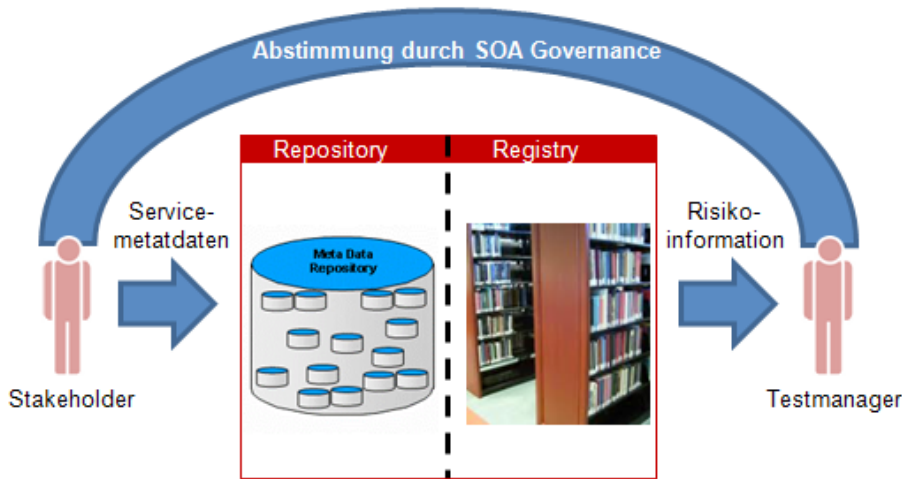 Abstimmung durch SOA Governance
Repository
Registry
Service-
metatdaten
Risiko-
information
Meta Data
Repository
Stakeholder
Testmanager